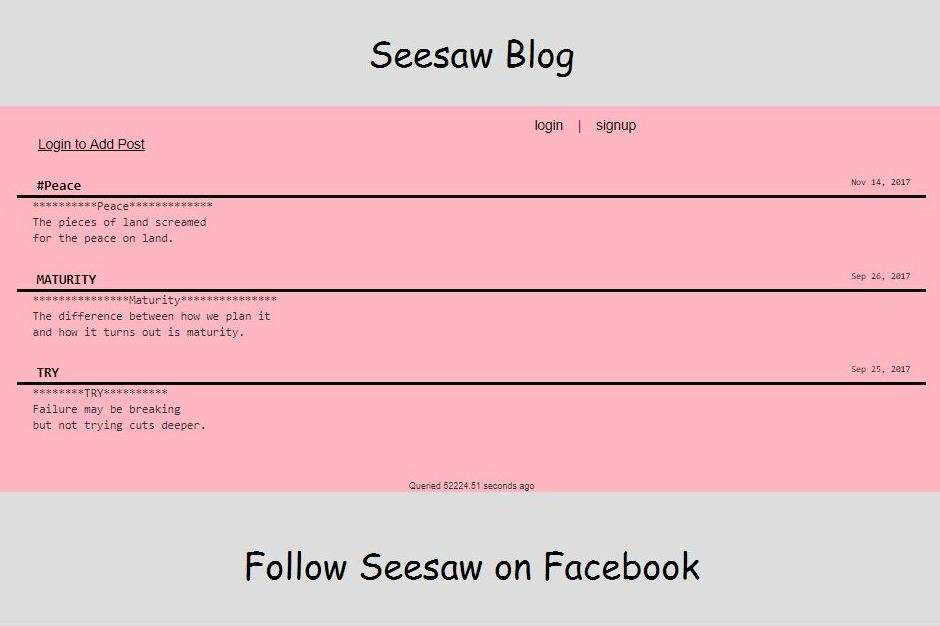 Seesaw Blog
login | signup
Login to Add Post
#Peace Nov 14, 2017
**********Peace*************
The pieces of land screamed
for the peace on land.
MATURITY Sep 26, 2017
***************Maturity***************
The difference between how we plan it
and how it turns out is maturity.
TRY Sep 25, 2017
********TRY**********
Failure may be breaking
but not trying cuts deeper.
Queried 52224.51 seconds ago
Follow Seesaw on Facebook